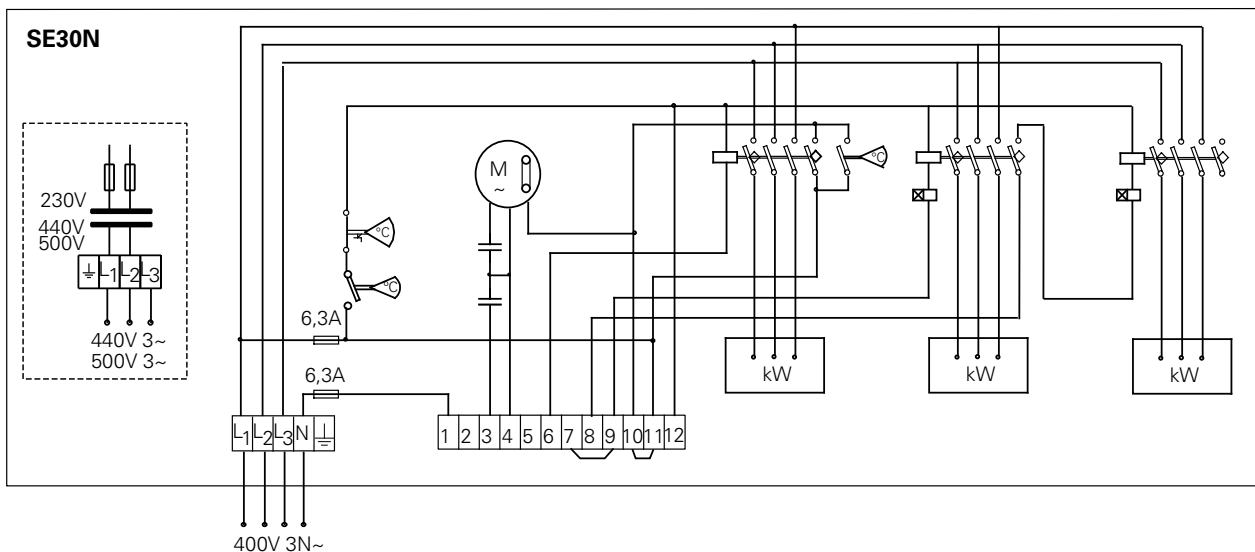 SE30N
230V
440V
500V
L1 L2 L3
440V 3~
500V 3~
M
~
°C
°C
°C
6,3A
6,3A
kW
kW
kW
L1 L2 L3 N
1 2 3 4 5 6 7 8 9 10 11 12
400V 3N~